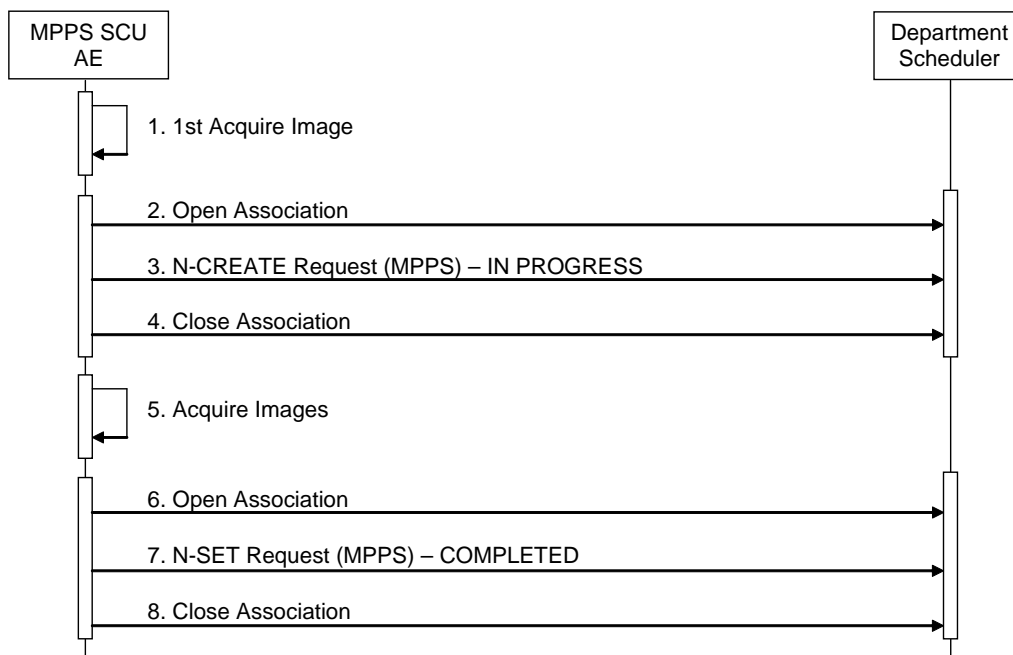 MPPS SCU
AE
Department
Scheduler
1. 1st Acquire Image
2. Open Association
3. N-CREATE Request (MPPS) – IN PROGRESS
4. Close Association
5. Acquire Images
6. Open Association
7. N-SET Request (MPPS) – COMPLETED
8. Close Association